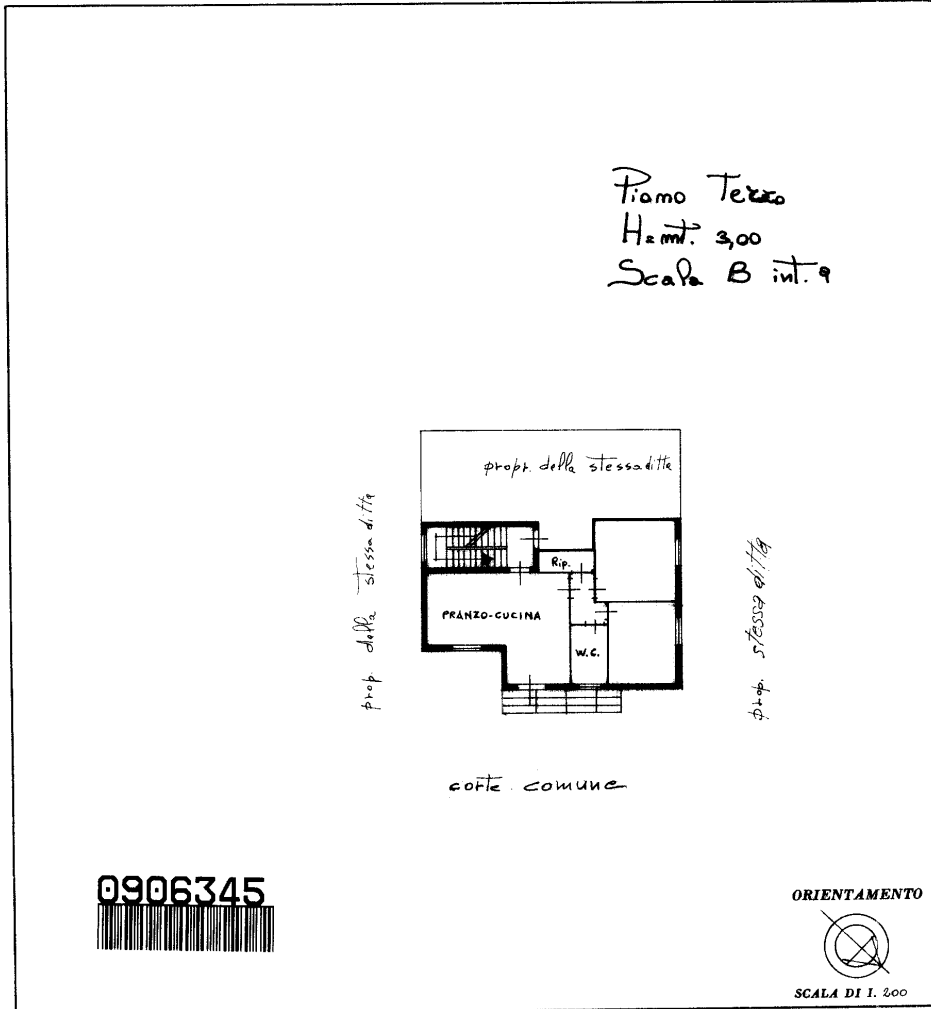 Piano Terzo
H=mt. 3,00
Scala B int. 9
propr. della stessa ditta
prop. della stessa ditta
Rip.
PRANZO-CUCINA
W.C.
prop. stessa ditta
corte comune
0906345
ORIENTAMENTO
SCALA DI 1. 200